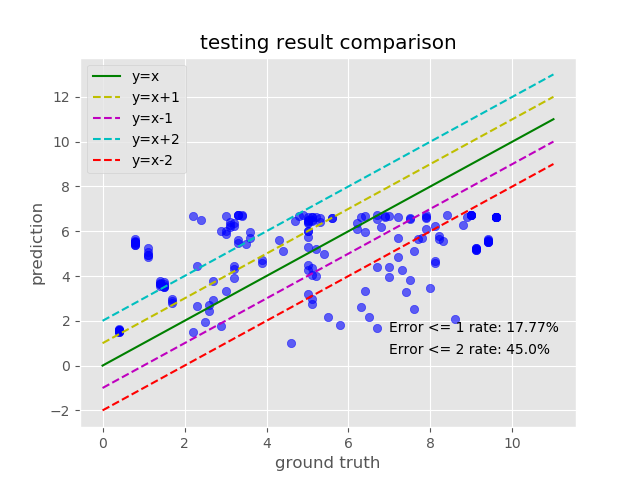 testing result comparison
y=x
y=x+1
y=x-1
y=x+2
y=x-2
12
10
8
6
4
2
0
−2
prediction
Error <= 1 rate: 17.77%
Error <= 2 rate: 45.0%
0 2 4 6 8 10
ground truth